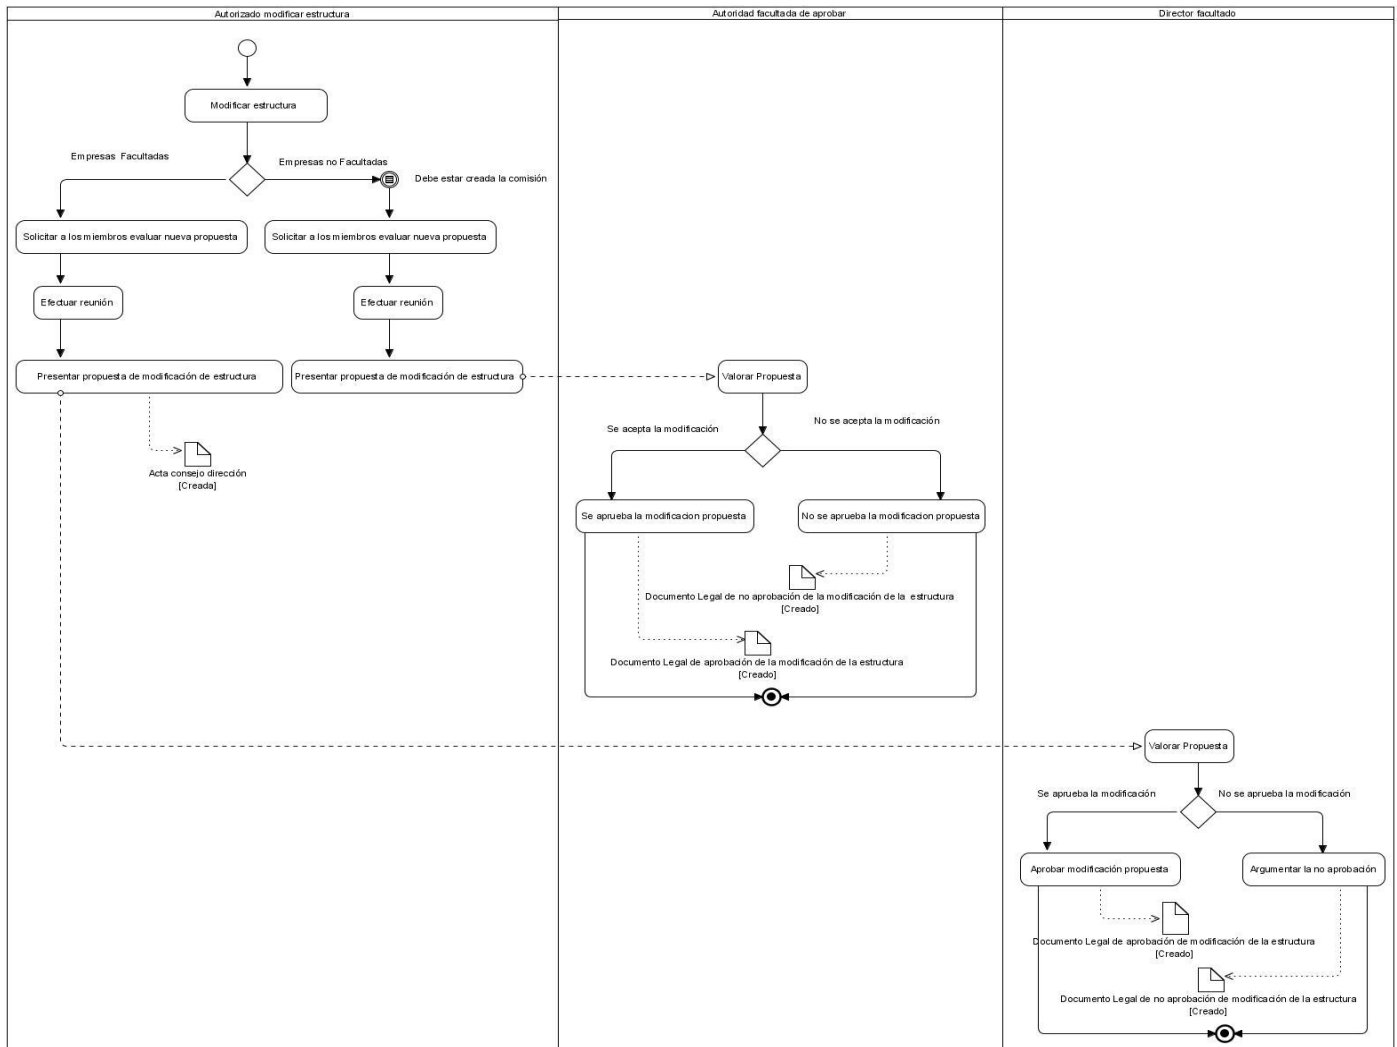 Autorizado modificar estructura
Autoridad facultada de aprobar
Director facultado
Modificar estructura
Empresas  Facultadas
Empresas no Facultadas
Debe estar creada la comisión
Solicitar a los miembros evaluar nueva propuesta
Solicitar a los miembros evaluar nueva propuesta
Efectuar reunión
Efectuar reunión
Presentar propuesta de modificación de estructura
Presentar propuesta de modificación de estructura
Valorar Propuesta
Se acepta la modificación
No se acepta la modificación
Acta consejo dirección
[Creada]
Se aprueba la modificacion propuesta
No se aprueba la modificacion propuesta
Documento Legal de no aprobación de la modificación de la  estructura
[Creado]
Documento Legal de aprobación de la modificación de la estructura
[Creado]
Valorar Propuesta
Se aprueba la modificación
No se aprueba la modificación
Aprobar modificación propuesta
Argumentar la no aprobación
Documento Legal de aprobación de modificación de la estructura
[Creado]
Documento Legal de no aprobación de modificación de la estructura
[Creado]